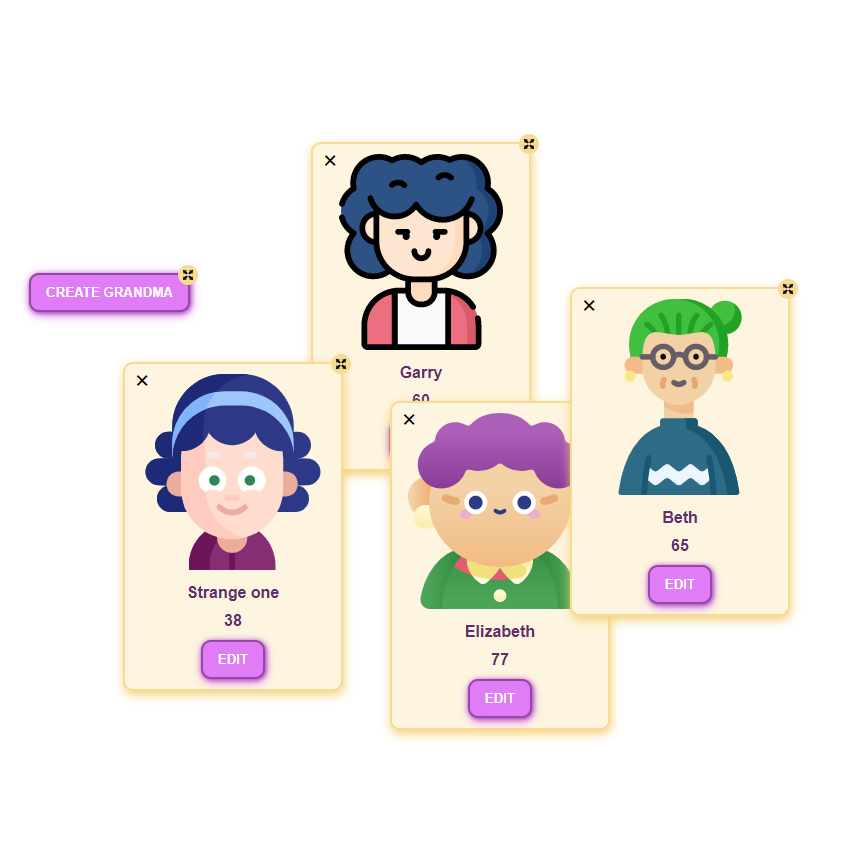 CREATE GRANDMA
Garry
60
Strange one
38
EDIT
Elizabeth
77
EDIT
Beth
65
EDIT